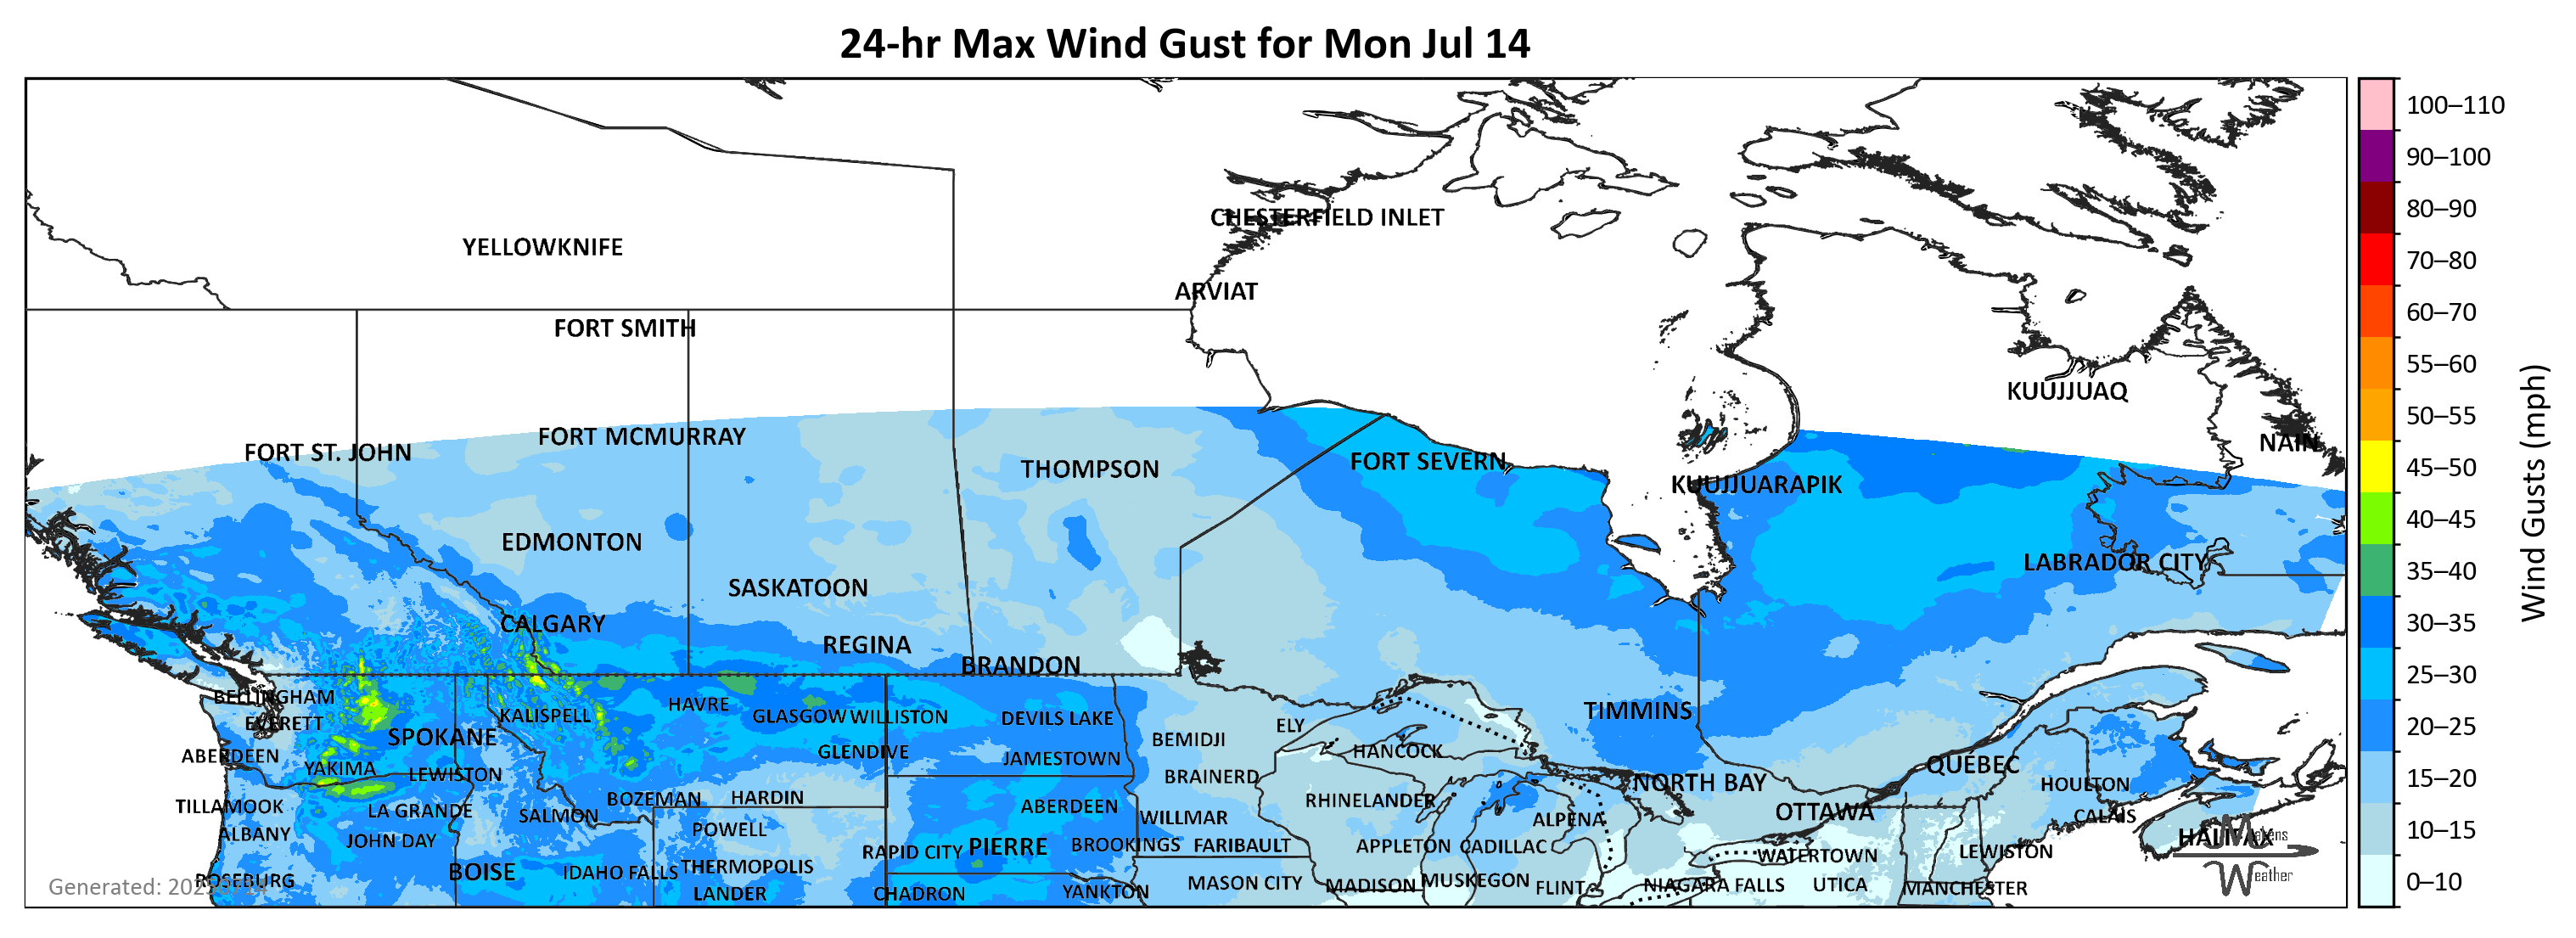 24-hr Max Wind Gust for Mon Jul 14
100–110
90–100
80–90
70–80
60–70
55–60
50–55
45–50
40–45
35–40
30–35
25–30
20–25
15–20
10–15
0–10
Wind Gusts (mph)
CHESTERFIELD INLET
YELLOWKNIFE
ARVIAT
FORT SMITH
KUUJJUAQ
NAIN
FORT MCMURRAY
FORT ST. JOHN
THOMPSON
FORT SEVERN
KUUJJUARAPIK
EDMONTON
LABRADOR CITY
SASKATOON
CALGARY
REGINA
BRANDON
BELLINGHAM
HAVRE
KALISPELL
GLASGOW
WILLISTON
DEVILS LAKE
TIMMINS
EVERETT
ELY
SPOKANE
BEMIDJI
GLENDIVE
HANCOCK
ABERDEEN
JAMESTOWN
QUÉBEC
YAKIMA
LEWISTON
BRAINERD
NORTH BAY
HOULTON
BOZEMAN
HARDIN
RHINELANDER
TILLAMOOK
LA GRANDE
ABERDEEN
OTTAWA
SALMON
WILLMAR
ALPENA
CALAIS
ALBANY
JOHN DAY
POWELL
HALIFAX
Makens
Weather
RAPID CITY
PIERRE
BROOKINGS
FARIBAULT
APPLETON
CADILLAC
WATERTOWN
LEWISTON
BOISE
IDAHO FALLS
THERMOPOLIS
ROSEBURG
LANDER
CHADRON
YANKTON
MASON CITY
MADISON
MUSKEGON
FLINT
NIAGARA FALLS
UTICA
MANCHESTER
Generated: